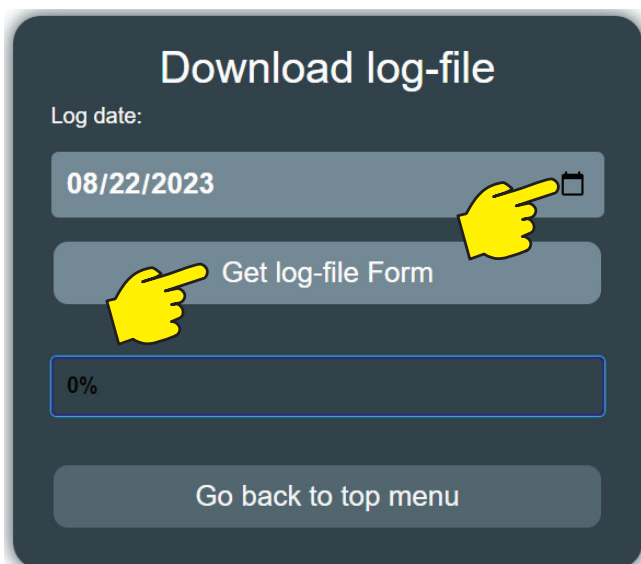 Download log-file
Log date:
08/22/2023
Get log-file Form
0%
Go back to top menu